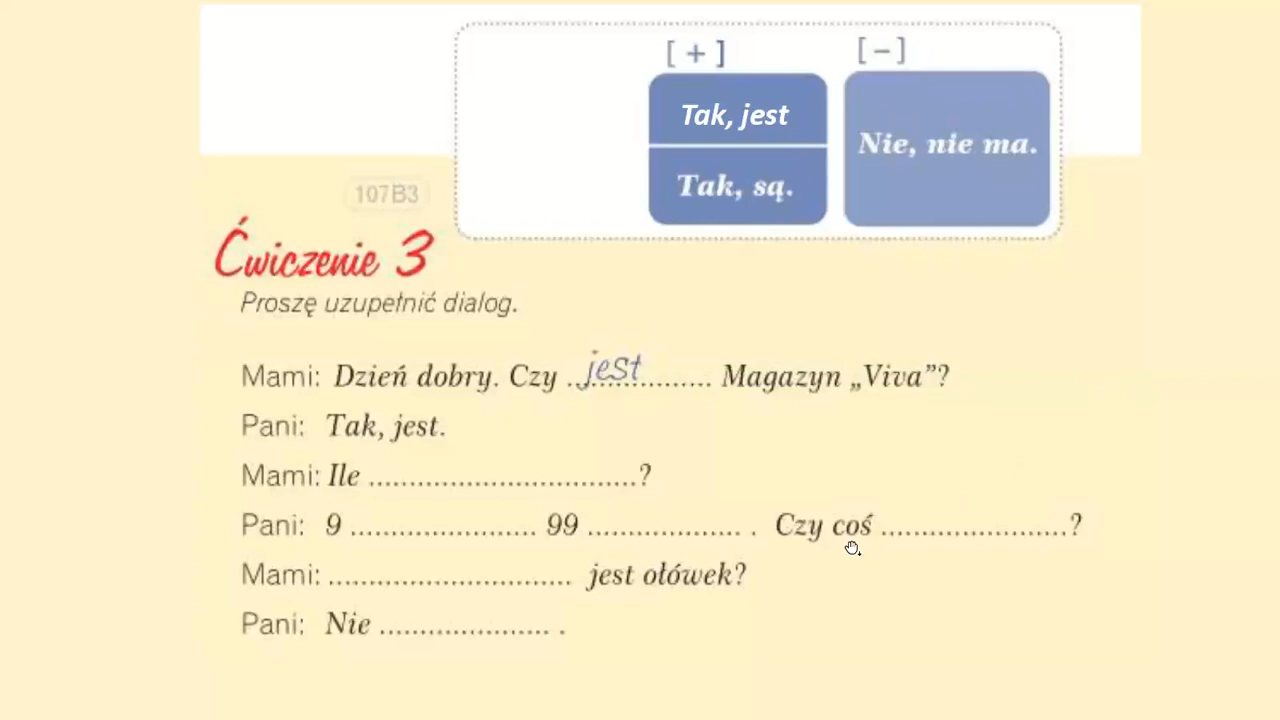 [ + ] [ – ]
Tak, jest
Nie, nie ma.
Tak, są.
107B3
Ćwiczenie 3
Proszę uzupełnić dialog.
Mami: Dzień dobry. Czy ..jest.............. Magazyn „Viva”?
Pani: Tak, jest.
Mami: Ile .................................?
Pani: 9 ....................... 99 ................... . Czy coś .......................?
Mami: .............................. jest ołówek?
Pani: Nie ..................... .